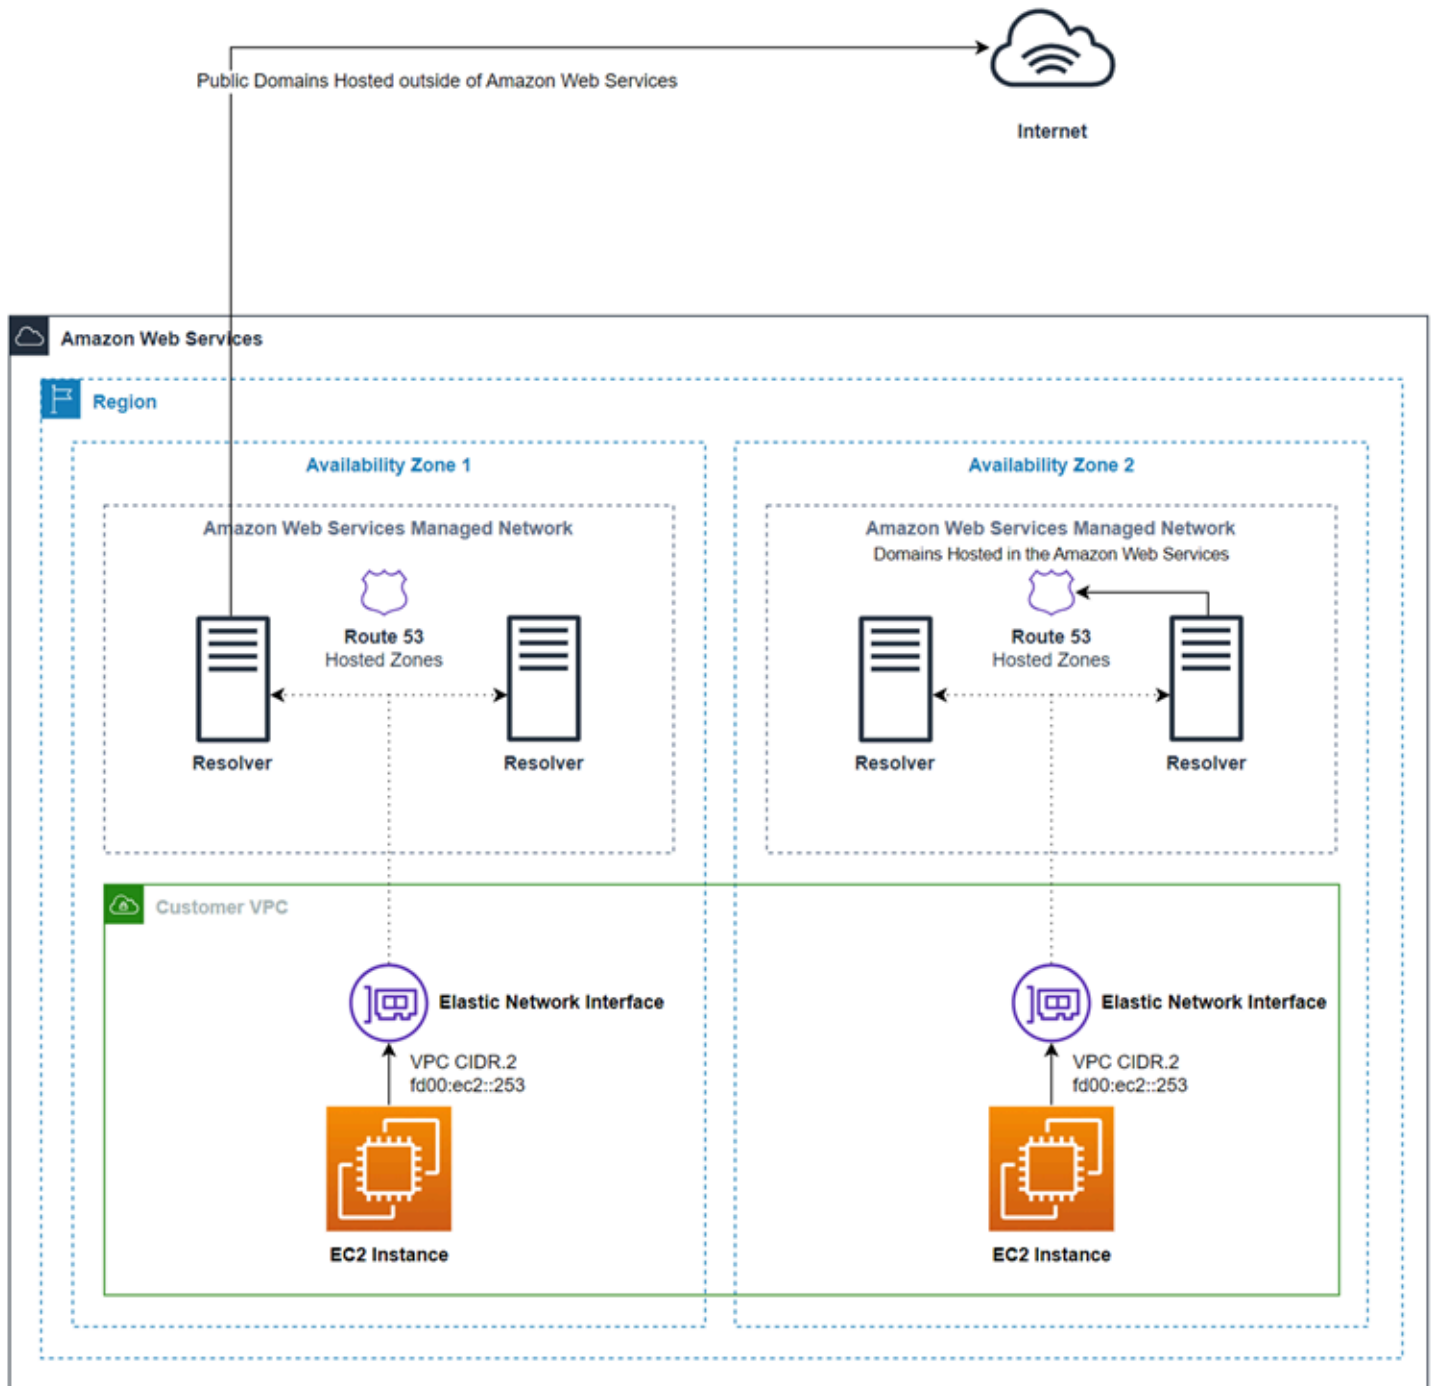 Public Domains Hosted outside of Amazon Web Services
Internet
Amazon Web Services
Region
Availability Zone 1
Amazon Web Services Managed Network
Route 53
Hosted Zones
Resolver
Resolver
Availability Zone 2
Amazon Web Services Managed Network
Domains Hosted in the Amazon Web Services
Route 53
Hosted Zones
Resolver
Resolver
Customer VPC
Elastic Network Interface
VPC CIDR.2
fd00:ec2::253
EC2 Instance
Elastic Network Interface
VPC CIDR.2
fd00:ec2::253
EC2 Instance